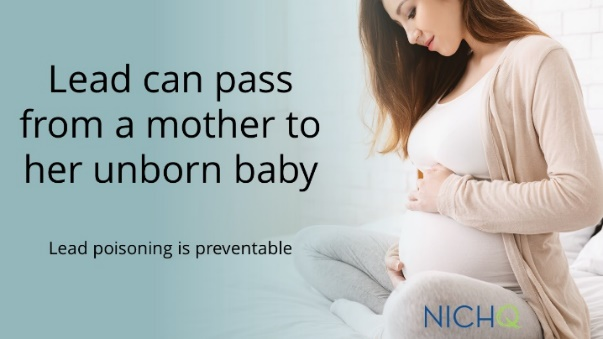 Lead can pass
from a mother to
her unborn baby
Lead poisoning is preventable
NICHQ